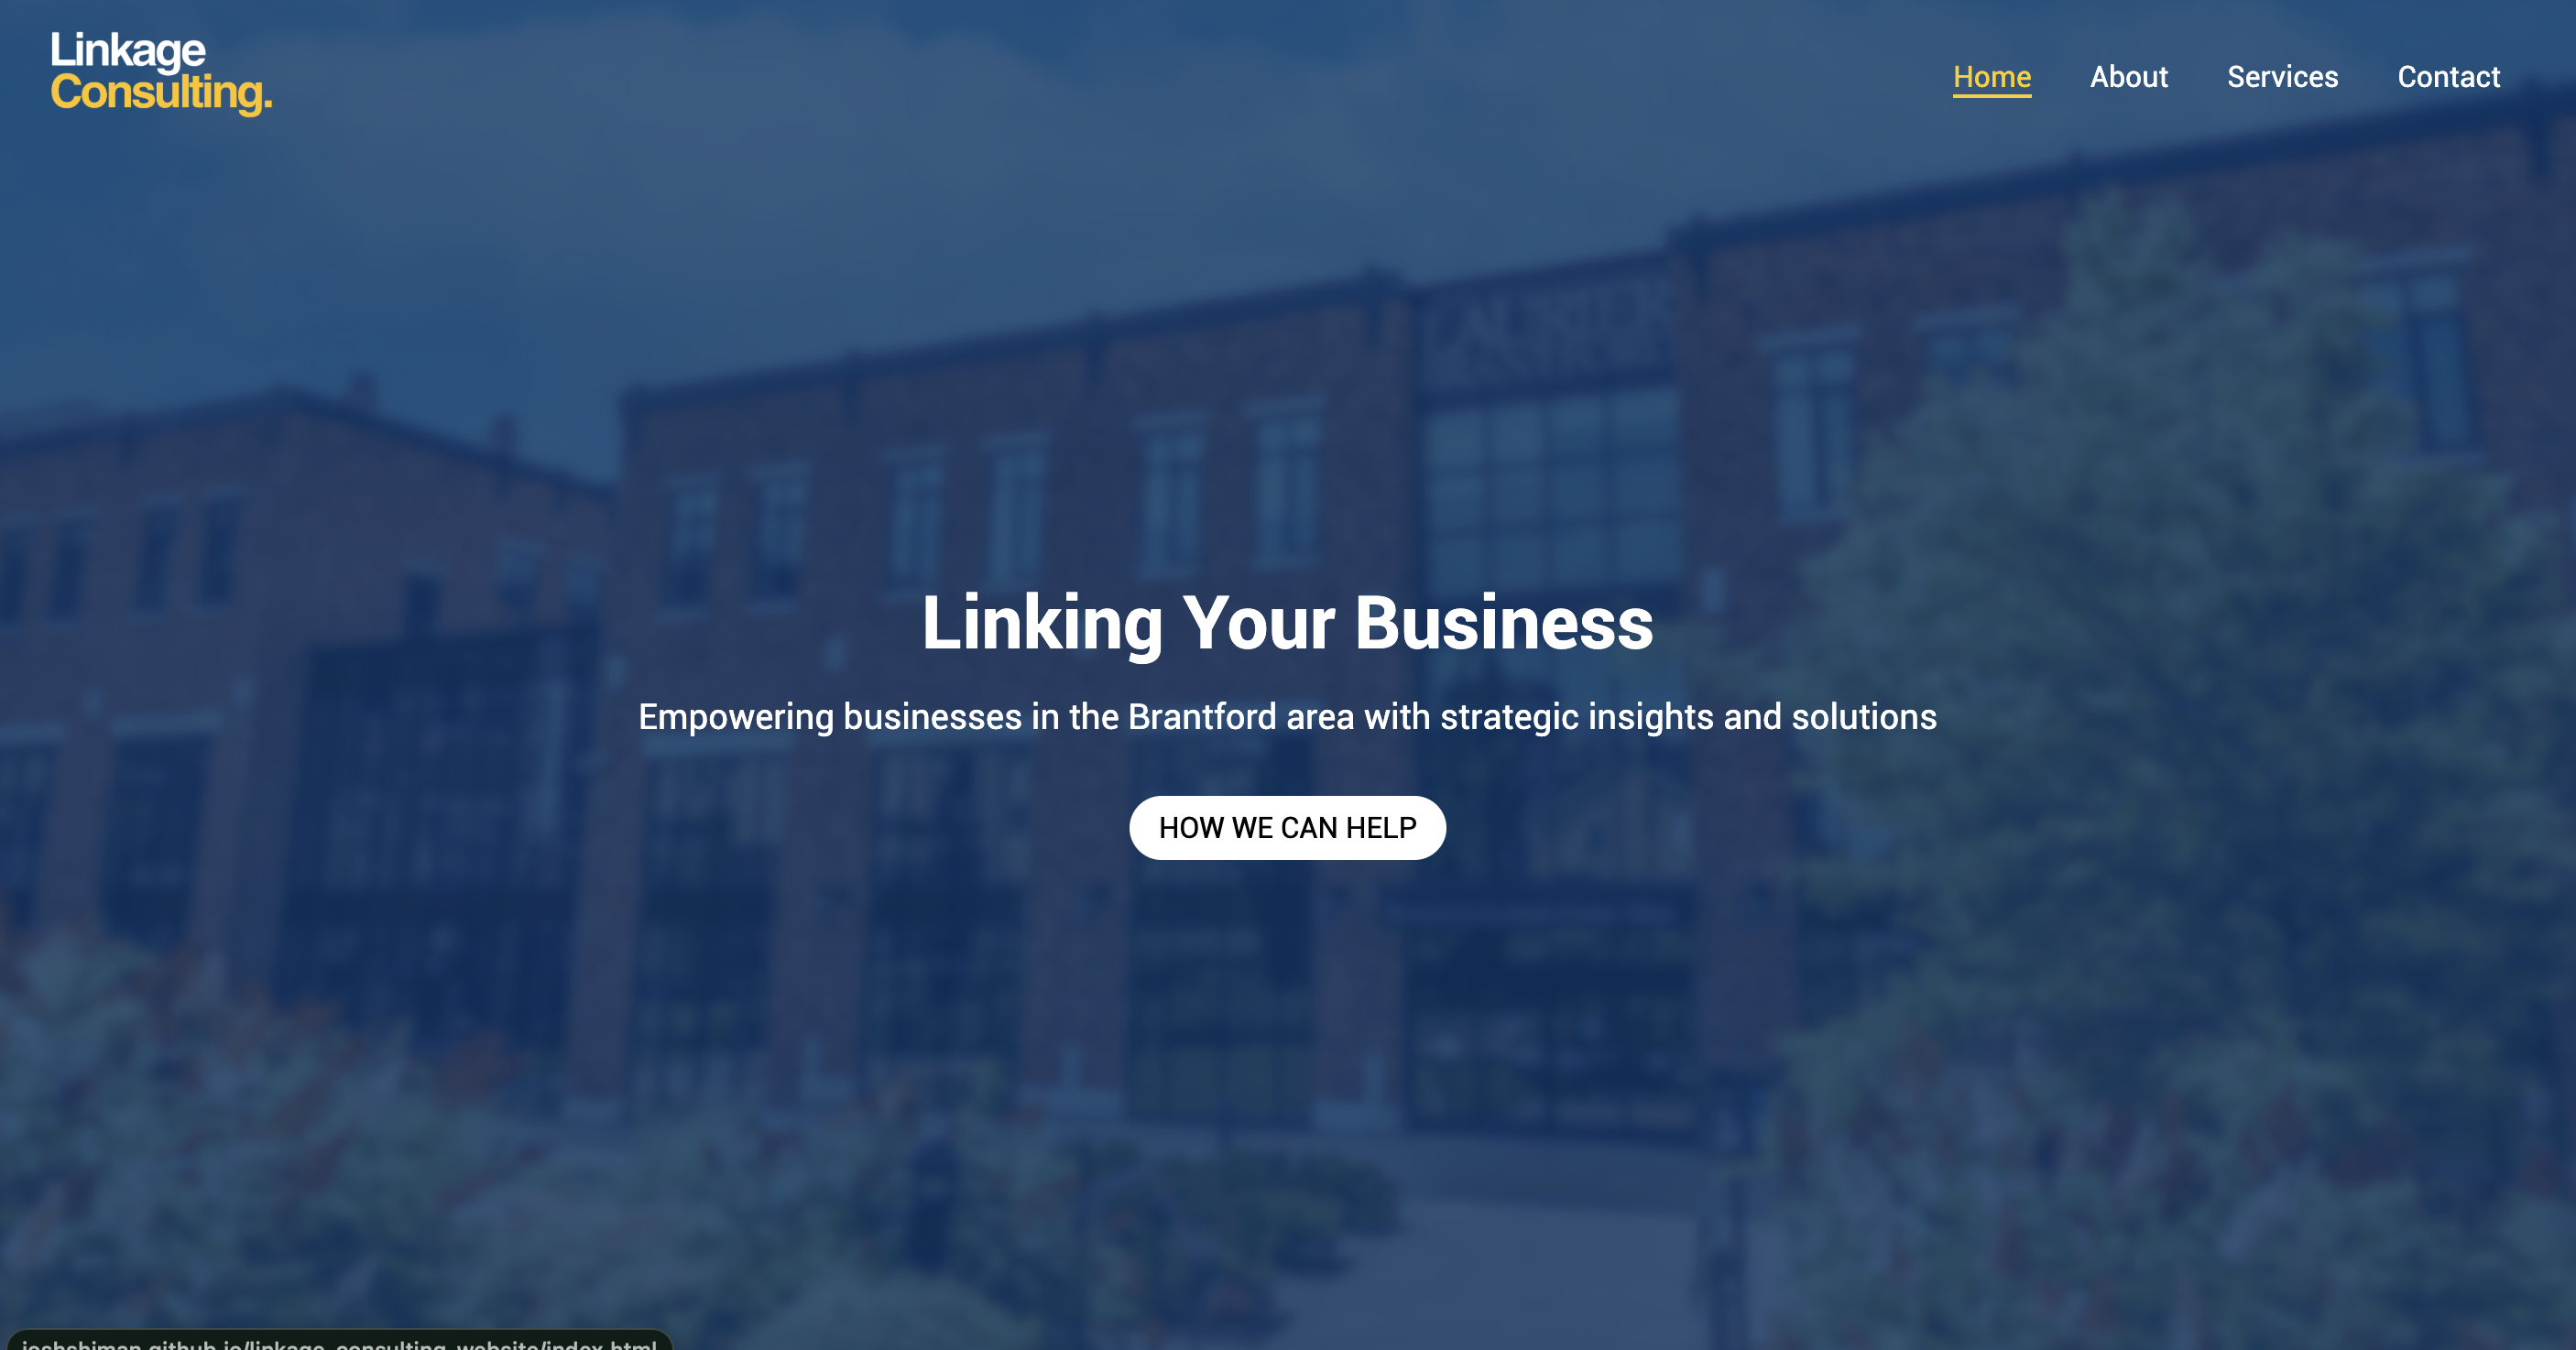 Linkage
Consulting.
Home About Services Contact
Linking Your Business
Empowering businesses in the Brantford area with strategic insights and solutions
HOW WE CAN HELP
joshshiman.github.io/linkage_consulting_website/index.html